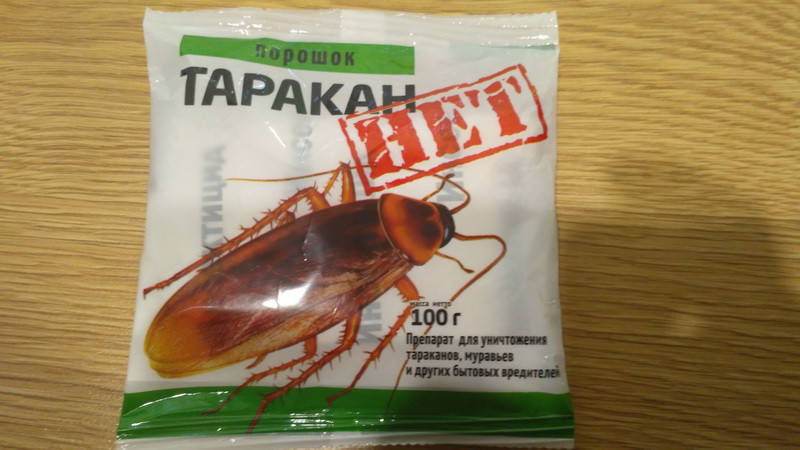 порошок
ТАРАКАН
НЕТ
масса нетто
100 г
Препарат для уничтожения
тараканов, муравьев
и других бытовых вредителей